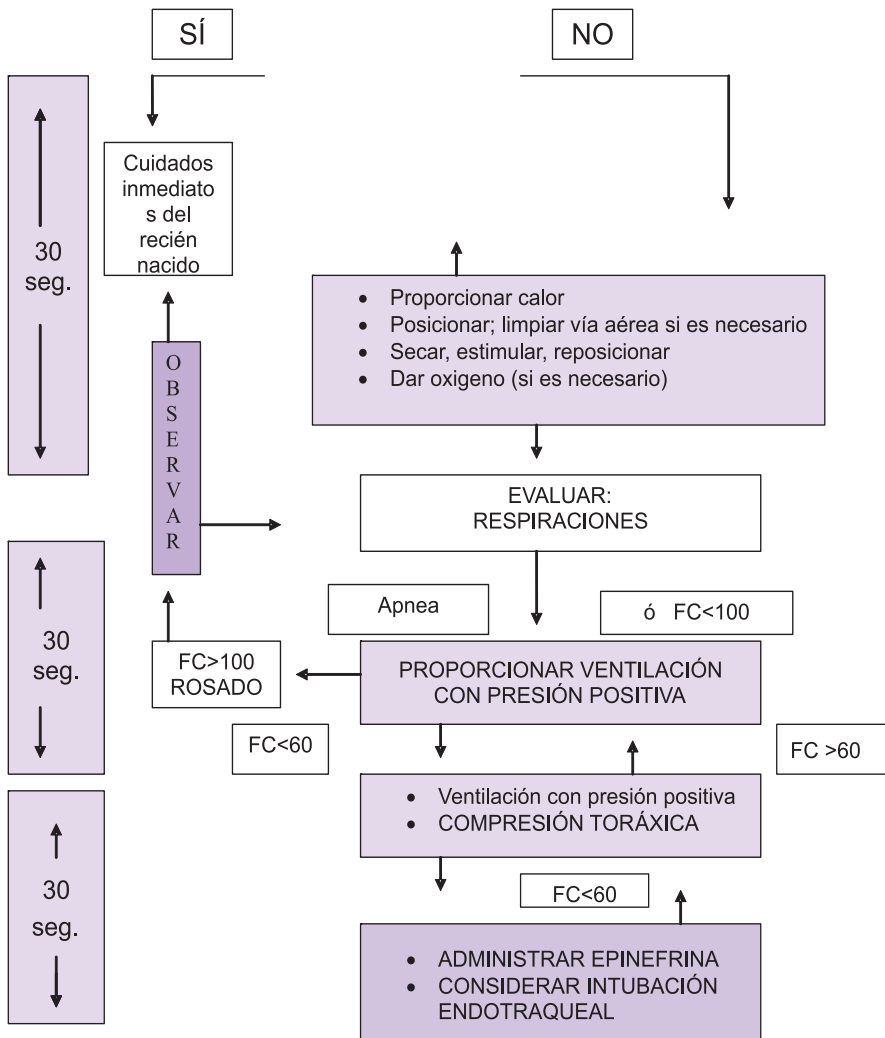 SÍ
NO
Cuidados
inmediato
s del
recién
nacido
30
seg.
• Proporcionar calor
• Posicionar; limpiar vía aérea si es necesario
• Secar, estimular, reposicionar
• Dar oxigeno (si es necesario)
O
B
S
E
R
V
A
R
EVALUAR:
RESPIRACIONES
Apnea
ó FC<100
30
seg.
FC>100
ROSADO
PROPORCIONAR VENTILACIÓN
CON PRESIÓN POSITIVA
FC<60
FC >60
• Ventilación con presión positiva
• COMPRESIÓN TORÁXICA
30
seg.
FC<60
• ADMINISTRAR EPINEFRINA
• CONSIDERAR INTUBACIÓN
ENDOTRAQUEAL